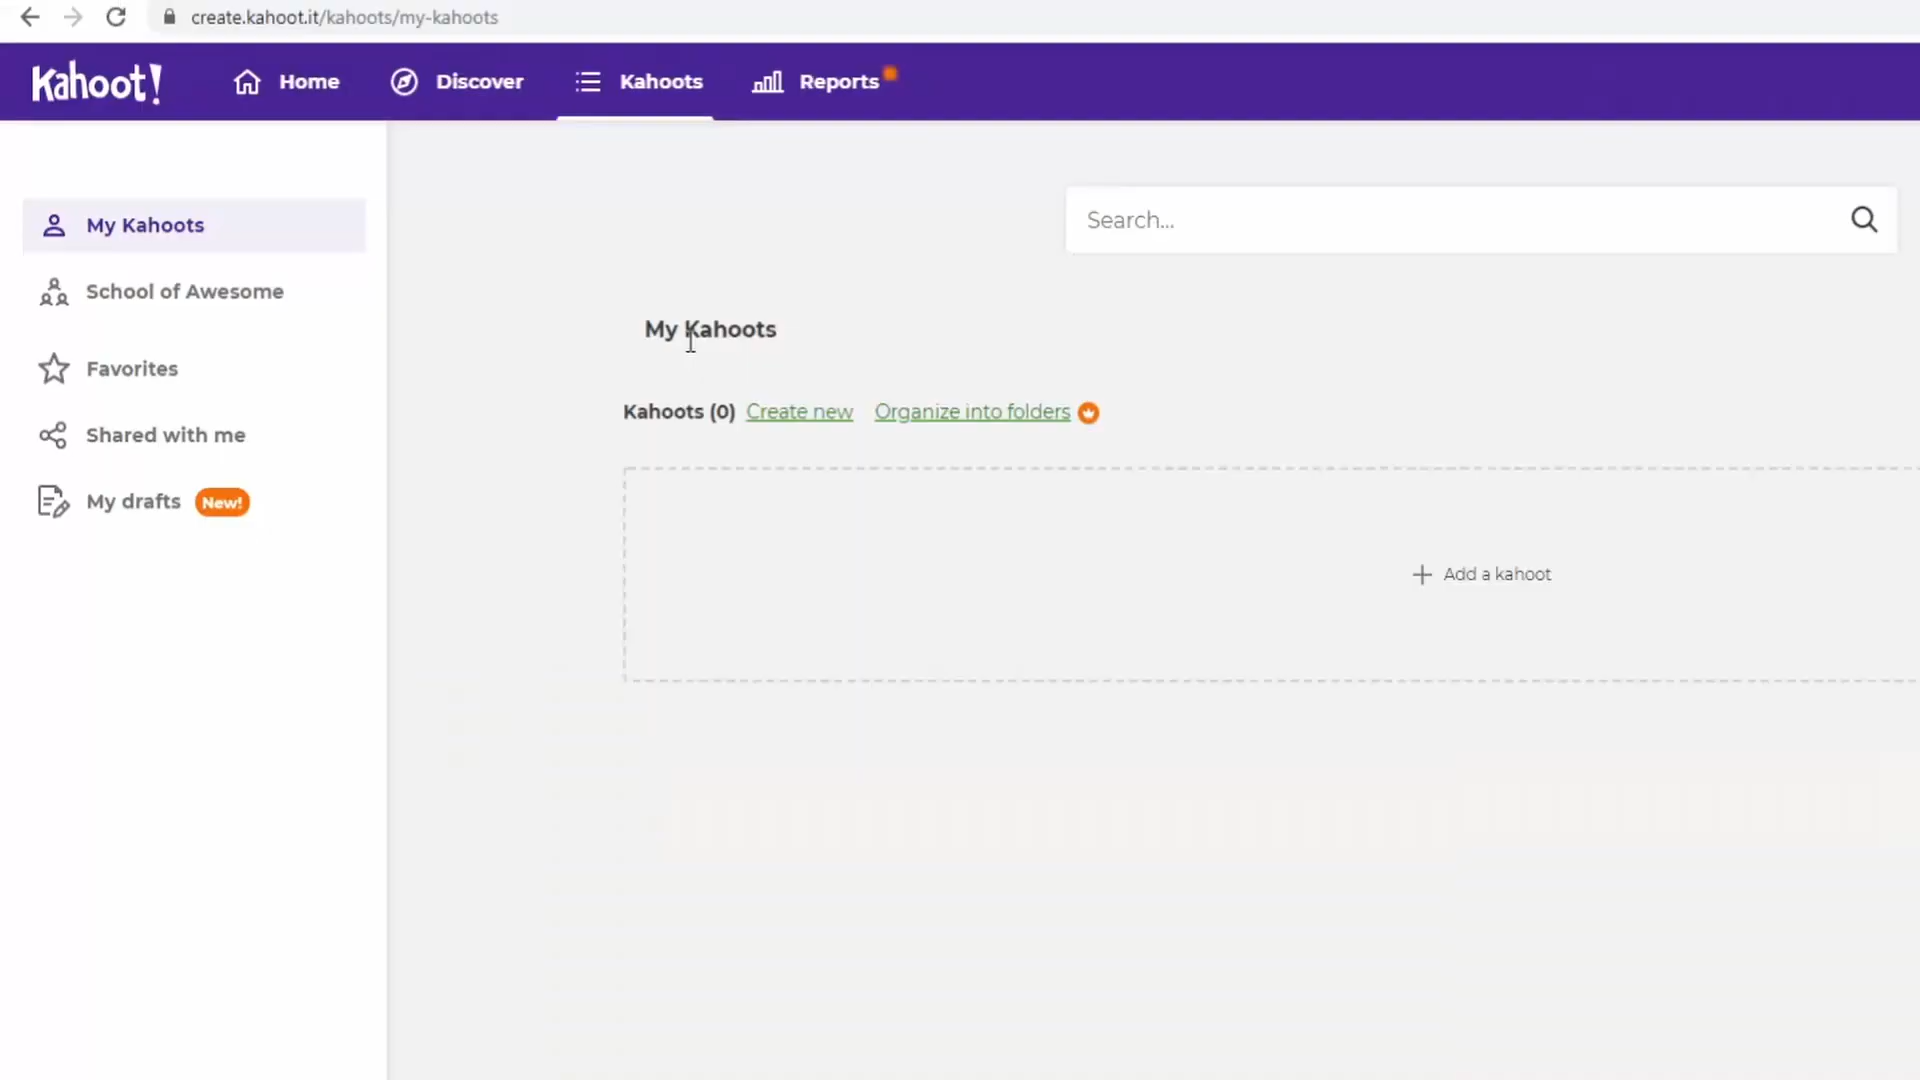 create.kahoot.it/kahoots/my-kahoots
Kahoot! Home Discover Kahoots Reports
My Kahoots
School of Awesome
Favorites
Shared with me
My drafts New!
Search...
My Kahoots
Kahoots (0) Create new Organize into folders
Add a kahoot